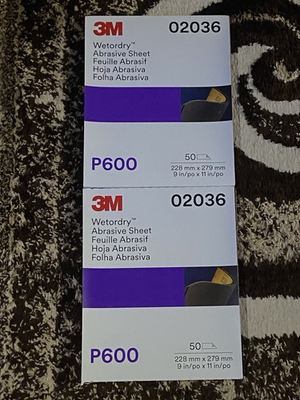 3M 02036
Wetordry™
Abrasive Sheet
Feuille Abrasif
Hoja Abrasiva
Folha Abrasiva
P600
50
228 mm x 279 mm
9 in/po x 11 in/po
3M 02036
Wetordry™
Abrasive Sheet
Feuille Abrasif
Hoja Abrasiva
Folha Abrasiva
P600
50
228 mm x 279 mm
9 in/po x 11 in/po